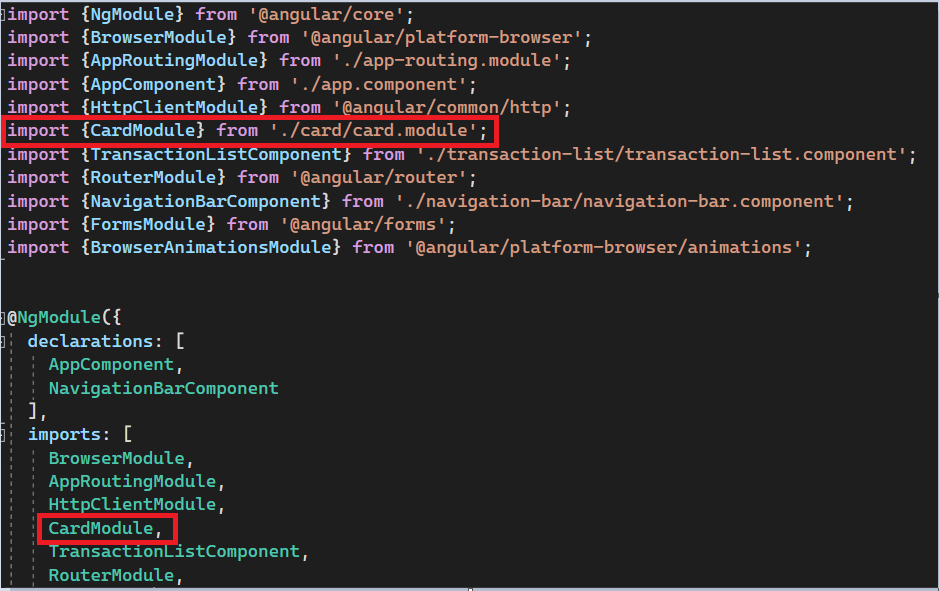 import {NgModule} from '@angular/core';
import {BrowserModule} from '@angular/platform-browser';
import {AppRoutingModule} from './app-routing.module';
import {AppComponent} from './app.component';
import {HttpClientModule} from '@angular/common/http';
import {CardModule} from './card/card.module';
import {TransactionListComponent} from './transaction-list/transaction-list.component';
import {RouterModule} from '@angular/router';
import {NavigationBarComponent} from './navigation-bar/navigation-bar.component';
import {FormsModule} from '@angular/forms';
import {BrowserAnimationsModule} from '@angular/platform-browser/animations';
@NgModule({
  declarations: [
    AppComponent,
    NavigationBarComponent
  ],
  imports: [
    BrowserModule,
    AppRoutingModule,
    HttpClientModule,
    CardModule,
    TransactionListComponent,
    RouterModule,